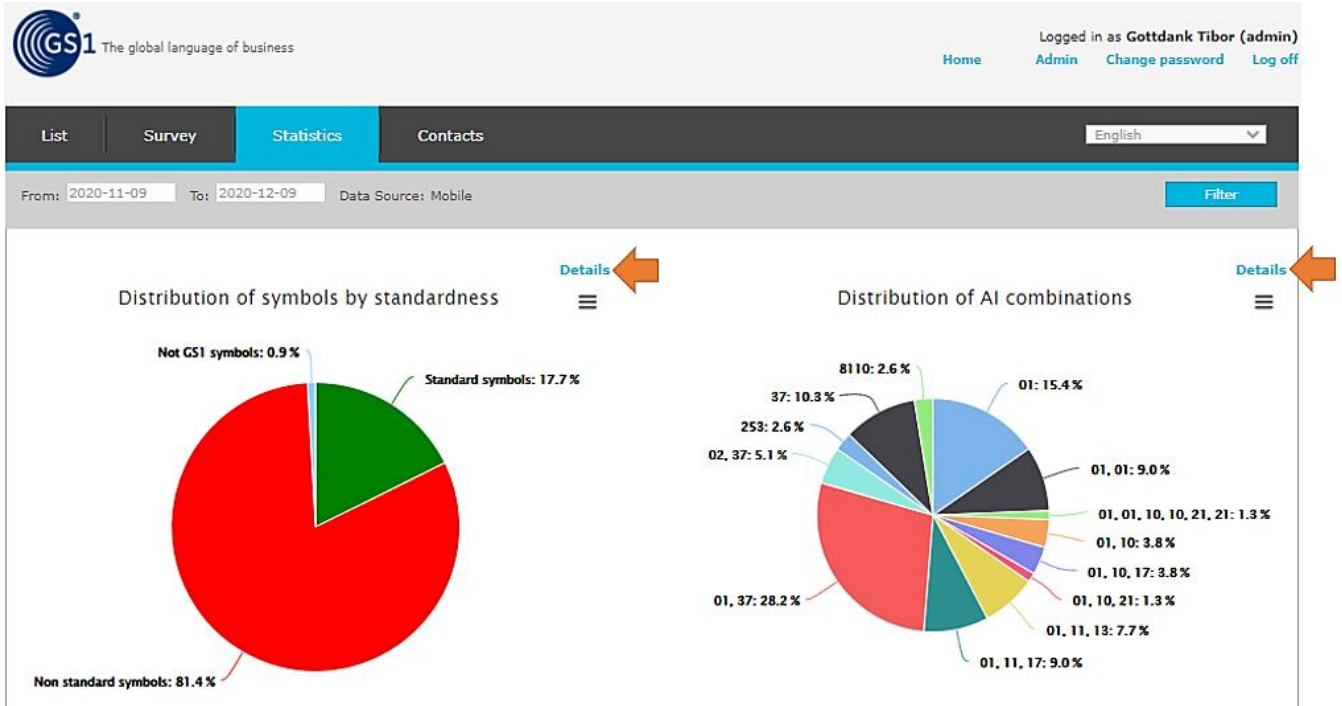 GS1 The global language of business
Logged in as Gottdank Tibor (admin)
Home Admin Change password Log off
List Survey Statistics Contacts English
From: 2020-11-09 To: 2020-12-09 Data Source: Mobile Filter
Details
Distribution of symbols by standardness
Not GS1 symbols: 0.9 %
Standard symbols: 17.7 %
Non standard symbols: 81.4 %
Details
Distribution of AI combinations
8110: 2.6 %
01: 15.4 %
37: 10.3 %
253: 2.6 %
02, 37: 5.1 %
01, 01: 9.0 %
01, 01, 10, 10, 21, 21: 1.3 %
01, 10: 3.8 %
01, 10, 17: 3.8 %
01, 37: 28.2 %
01, 10, 21: 1.3 %
01, 11, 13: 7.7 %
01, 11, 17: 9.0 %